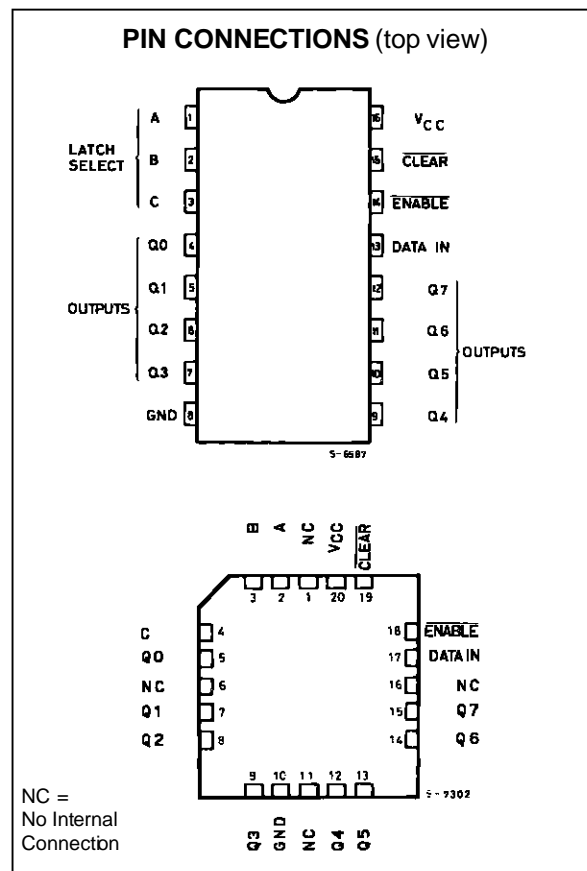 PIN CONNECTIONS (top view)
A 1 16 VCC
LATCH SELECT
B 2 15 CLEAR
C 3 14 ENABLE
Q0 4 13 DATA IN
Q1 5 12 Q7
OUTPUTS
Q2 6 11 Q6
OUTPUTS
Q3 7 10 Q5
GND 8 9 Q4
S-6587
B A NC VCC CLEAR
3 2 1 20 19
C 4 18 ENABLE
Q0 5 17 DATA IN
NC 6 16 NC
Q1 7 15 Q7
Q2 8 14 Q6
9 10 11 12 13
S-7302
Q3 GND NC Q4 Q5
NC =
No Internal
Connection